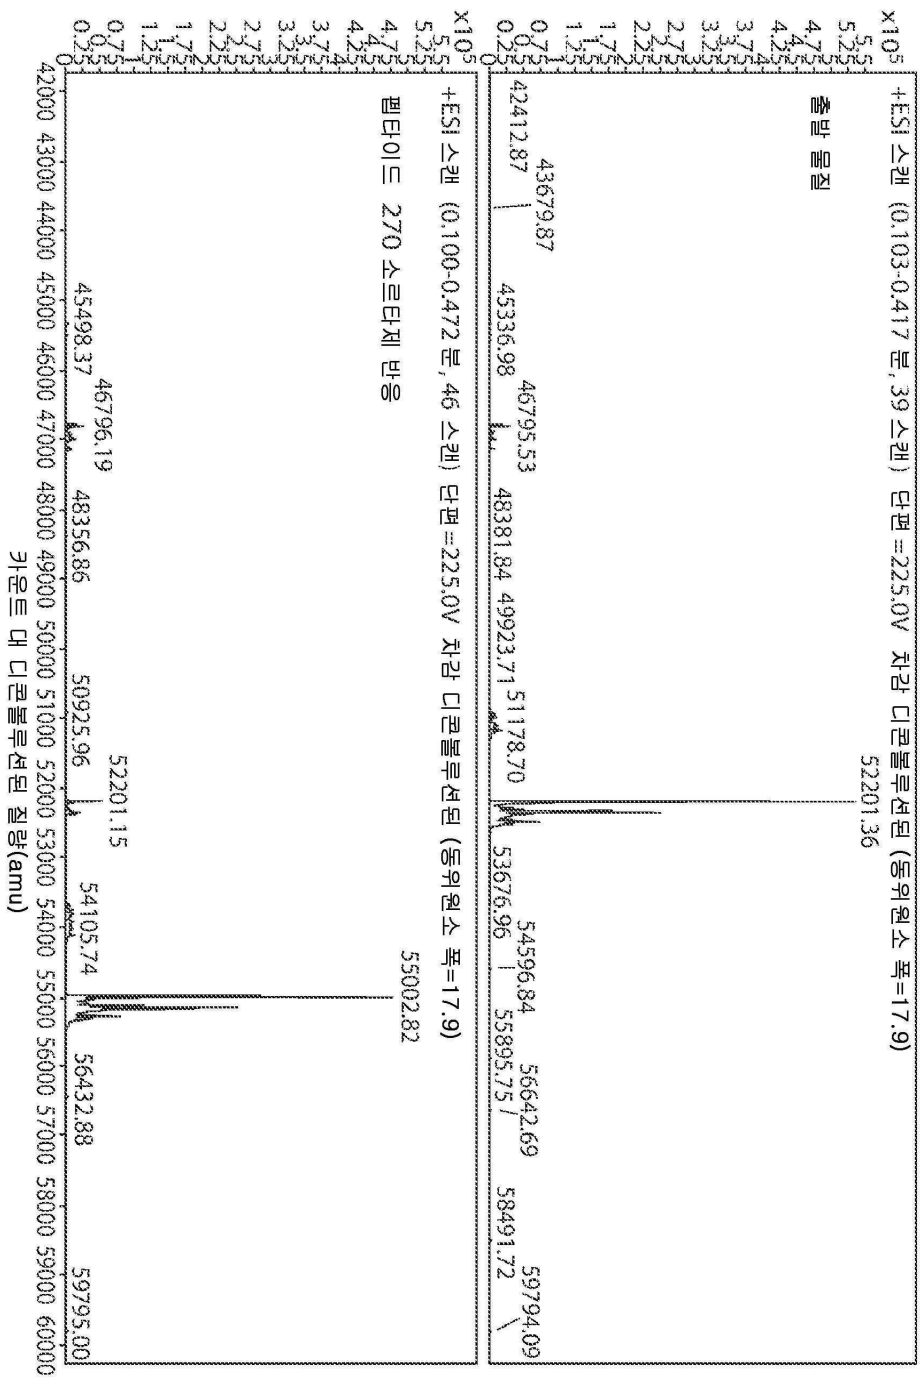 x10⁵
+ESI 스캔 (0.103-0.417 분, 39 스캔) 단편=225.0V 차감 디콘볼루션된 (동위원소 폭=17.9)
출발 물질
52201.36
42412.87
43679.87
45336.98
46795.53
48381.84
49923.71
51178.70
53676.96
54596.84
55895.75
56642.69
58491.72
59794.09
x10⁵
+ESI 스캔 (0.100-0.472 분, 46 스캔) 단편=225.0V 차감 디콘볼루션된 (동위원소 폭=17.9)
펩타이드 270 소르타제 반응
55002.82
45498.37
46796.19
48356.86
50925.96
52201.15
54105.74
56432.88
59795.00
42000 43000 44000 45000 46000 47000 48000 49000 50000 51000 52000 53000 54000 55000 56000 57000 58000 59000 60000
카운트 대 디콘볼루션된 질량(amu)